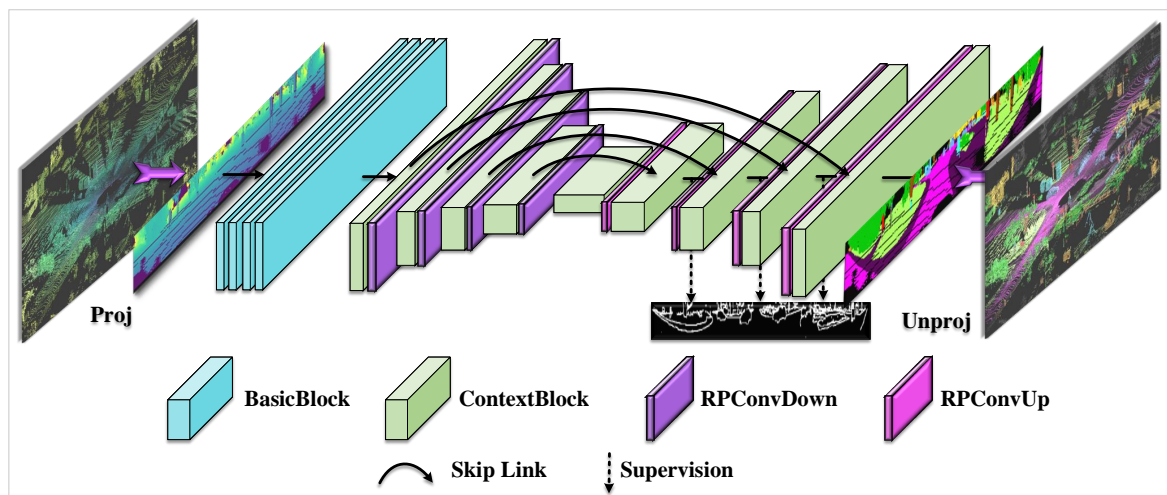 Proj
Unproj
BasicBlock
ContextBlock
RPConvDown
RPConvUp
Skip Link
Supervision